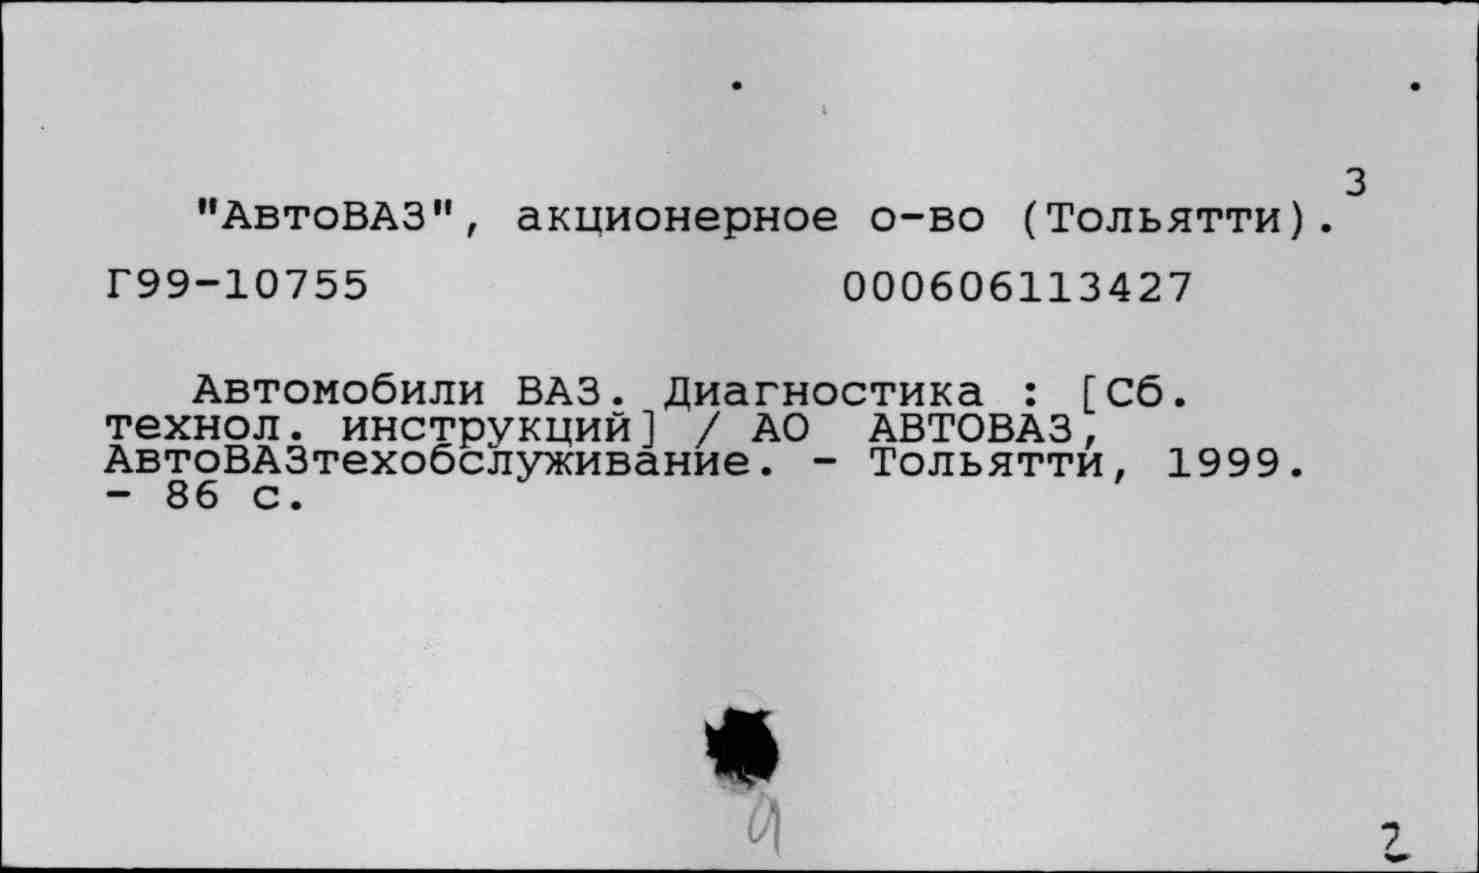 3
"АвтоВАЗ", акционерное о-во (Тольятти).
Г99-10755 000606113427
Автомобили ВАЗ. Диагностика : [Сб.
технол. инструкций] / АО АВТОВАЗ,
АвтоВАЗтехобслуживание. - Тольятти, 1999.
- 86 с.
2